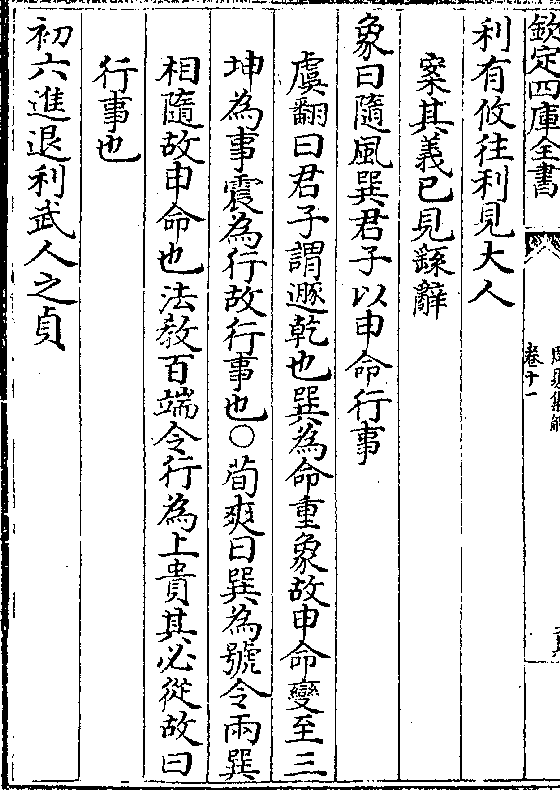 欽定四庫全書
卷十一
利有攸往利見大人
案其義已見繇辭
象曰隨風巽君子以申命行事
虞翻曰君子謂遯乾也巽為命重象故申命變至三
坤為事震為行故行事也○荀爽曰巽為號令兩巽
相隨故申命也法教百端令行為上貴其必從故曰
行事也
初六進退利武人之貞